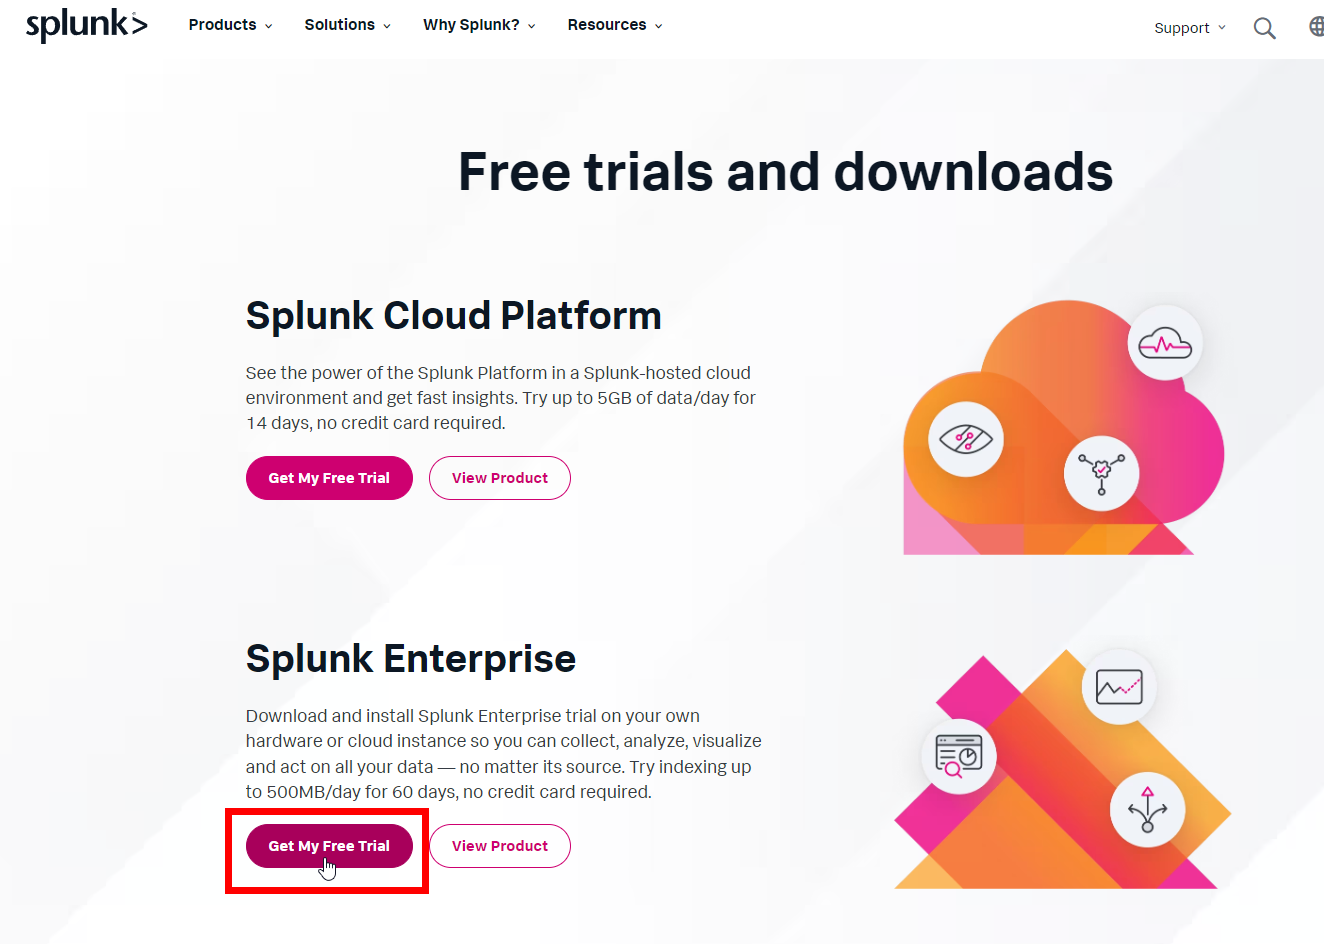 splunk>
Products
Solutions
Why Splunk?
Resources
Support
Free trials and downloads
Splunk Cloud Platform
See the power of the Splunk Platform in a Splunk-hosted cloud
environment and get fast insights. Try up to 5GB of data/day for
14 days, no credit card required.
Get My Free Trial
View Product
Splunk Enterprise
Download and install Splunk Enterprise trial on your own
hardware or cloud instance so you can collect, analyze, visualize
and act on all your data — no matter its source. Try indexing up
to 500MB/day for 60 days, no credit card required.
Get My Free Trial
View Product